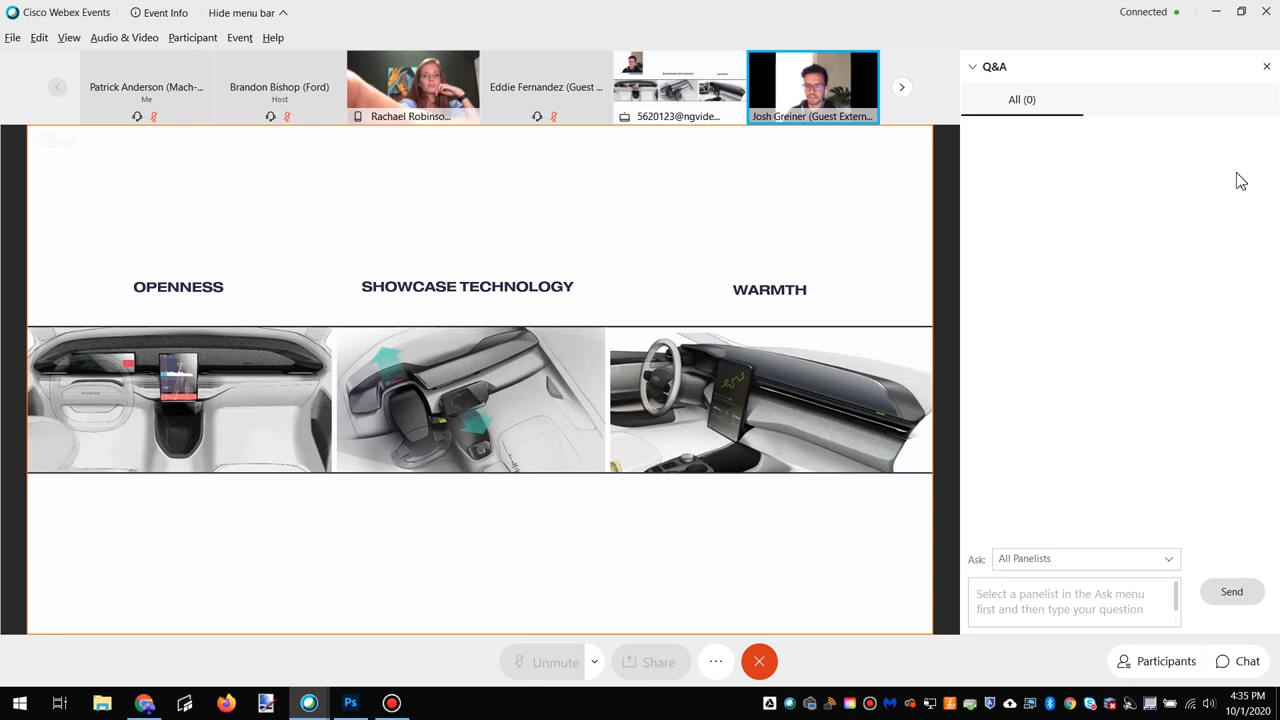 Cisco Webex Events
Event Info
Hide menu bar
Connected
File Edit View Audio & Video Participant Event Help
Patrick Anderson (Mach-...
Me
Brandon Bishop (Ford)
Host
Rachael Robinso...
Eddie Fernandez (Guest ...
5620123@ngvide...
Josh Greiner (Guest Extern...
Q&A
All (0)
OPENNESS
SHOWCASE TECHNOLOGY
WARMTH
Ask:
All Panelists
Select a panelist in the Ask menu
first and then type your question
Send
Unmute
Share
Participants
Chat
4:35 PM
10/1/2020